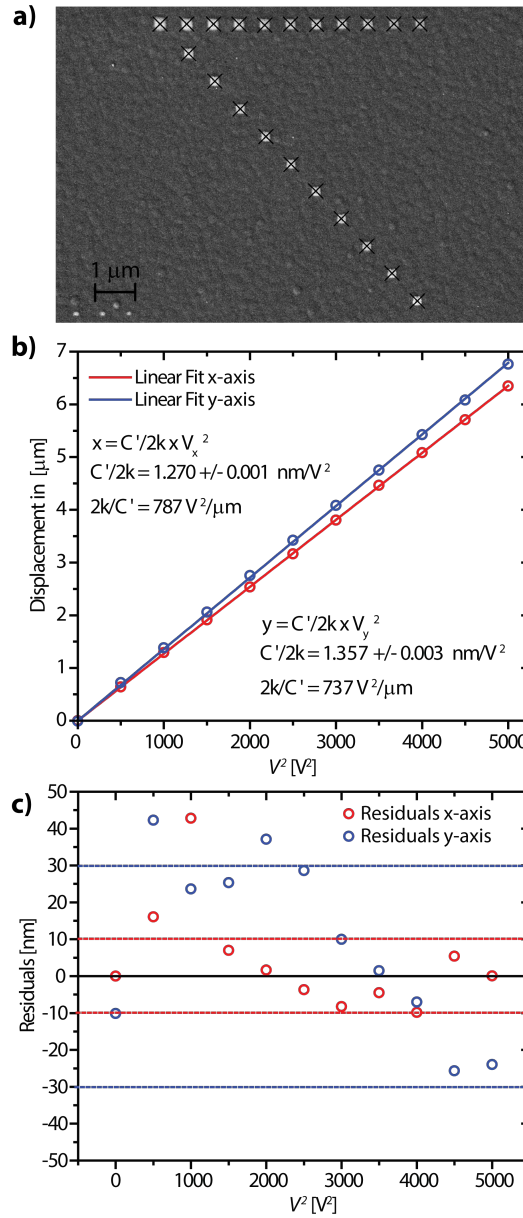 a)
1 μm
b)
7
6
5
4
3
2
1
0
Displacement in [μm]
Linear Fit x-axis
Linear Fit y-axis
x = C'/2k x Vₓ²
C'/2k = 1.270 +/- 0.001 nm/V²
2k/C' = 787 V²/μm
y = C'/2k x V_y²
C'/2k = 1.357 +/- 0.003 nm/V²
2k/C' = 737 V²/μm
0 1000 2000 3000 4000 5000
V² [V²]
c)
50
40
30
20
10
0
-10
-20
-30
-40
-50
Residuals [nm]
Residuals x-axis
Residuals y-axis
0 1000 2000 3000 4000 5000
V² [V²]